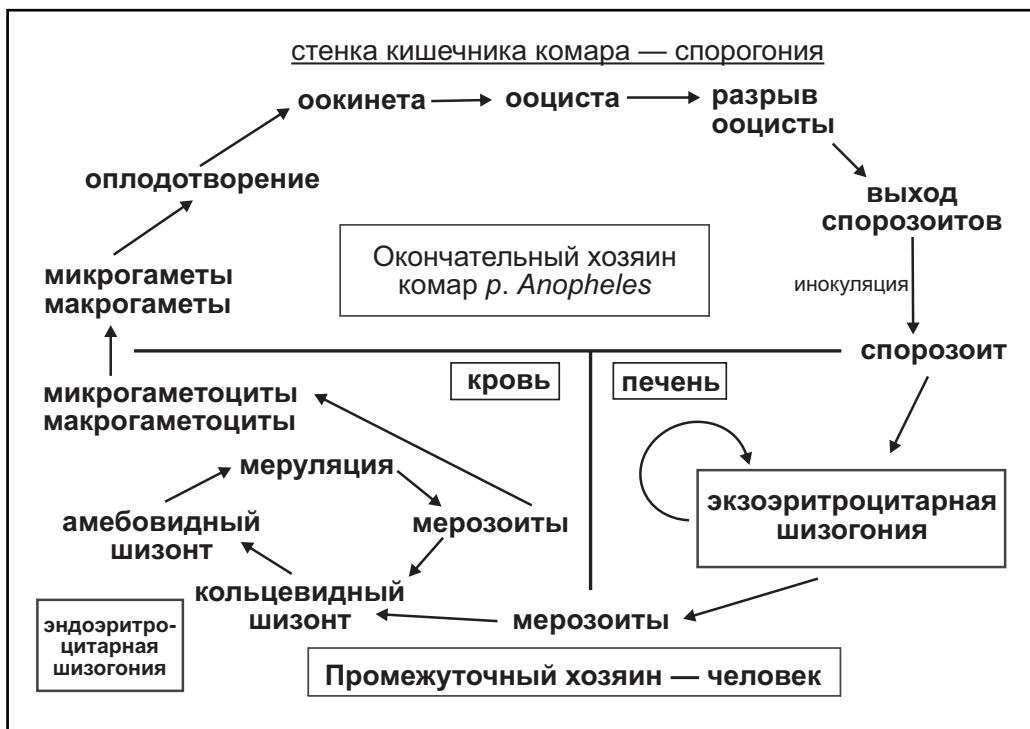 стенка кишечника комара — спорогония
оокинета
ооциста
разрыв
ооцисты
оплодотворение
выход
спорозоитов
Окончательный хозяин
комар р. Anopheles
микрогаметы
макрогаметы
инокуляция
спорозоит
кровь
печень
микрогаметоциты
макрогаметоциты
меруляция
экзоэритроцитарная
шизогония
амебовидный
шизонт
мерозоиты
кольцевидный
шизонт
мерозоиты
эндоэритро-
цитарная
шизогония
Промежуточный хозяин — человек